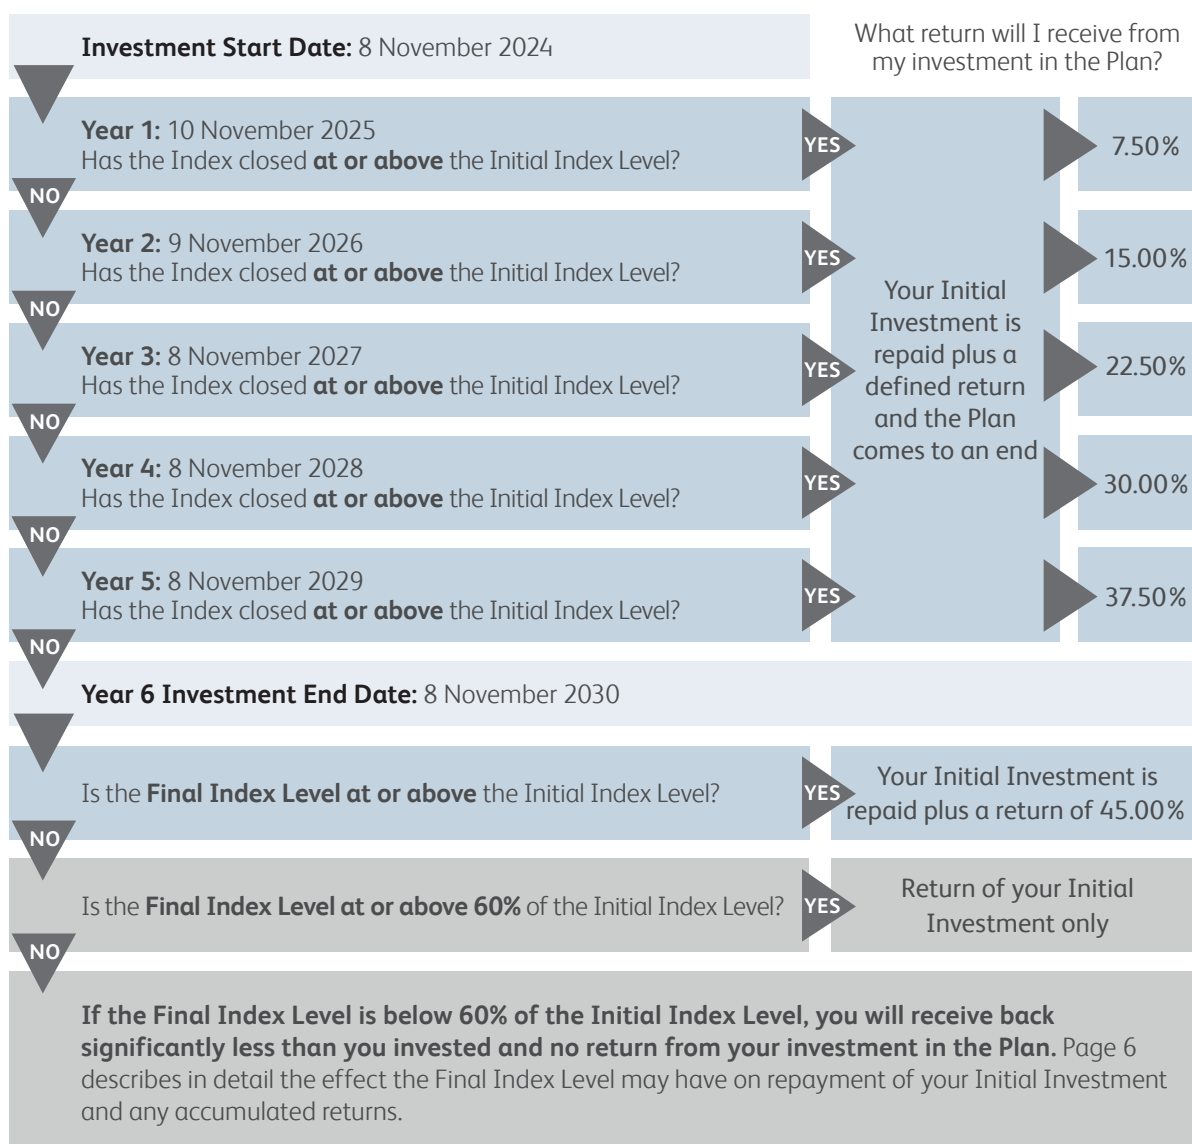 Investment Start Date: 8 November 2024
What return will I receive from
my investment in the Plan?
Year 1: 10 November 2025
Has the Index closed at or above the Initial Index Level?
YES
7.50%
NO
Year 2: 9 November 2026
Has the Index closed at or above the Initial Index Level?
YES
15.00%
NO
Year 3: 8 November 2027
Has the Index closed at or above the Initial Index Level?
YES
22.50%
NO
Year 4: 8 November 2028
Has the Index closed at or above the Initial Index Level?
YES
30.00%
NO
Year 5: 8 November 2029
Has the Index closed at or above the Initial Index Level?
YES
37.50%
NO
Your Initial
Investment is
repaid plus a
defined return
and the Plan
comes to an end
Year 6 Investment End Date: 8 November 2030
Is the Final Index Level at or above the Initial Index Level?
YES
Your Initial Investment is
repaid plus a return of 45.00%
NO
Is the Final Index Level at or above 60% of the Initial Index Level?
YES
Return of your Initial
Investment only
NO
If the Final Index Level is below 60% of the Initial Index Level, you will receive back
significantly less than you invested and no return from your investment in the Plan. Page 6
describes in detail the effect the Final Index Level may have on repayment of your Initial Investment
and any accumulated returns.